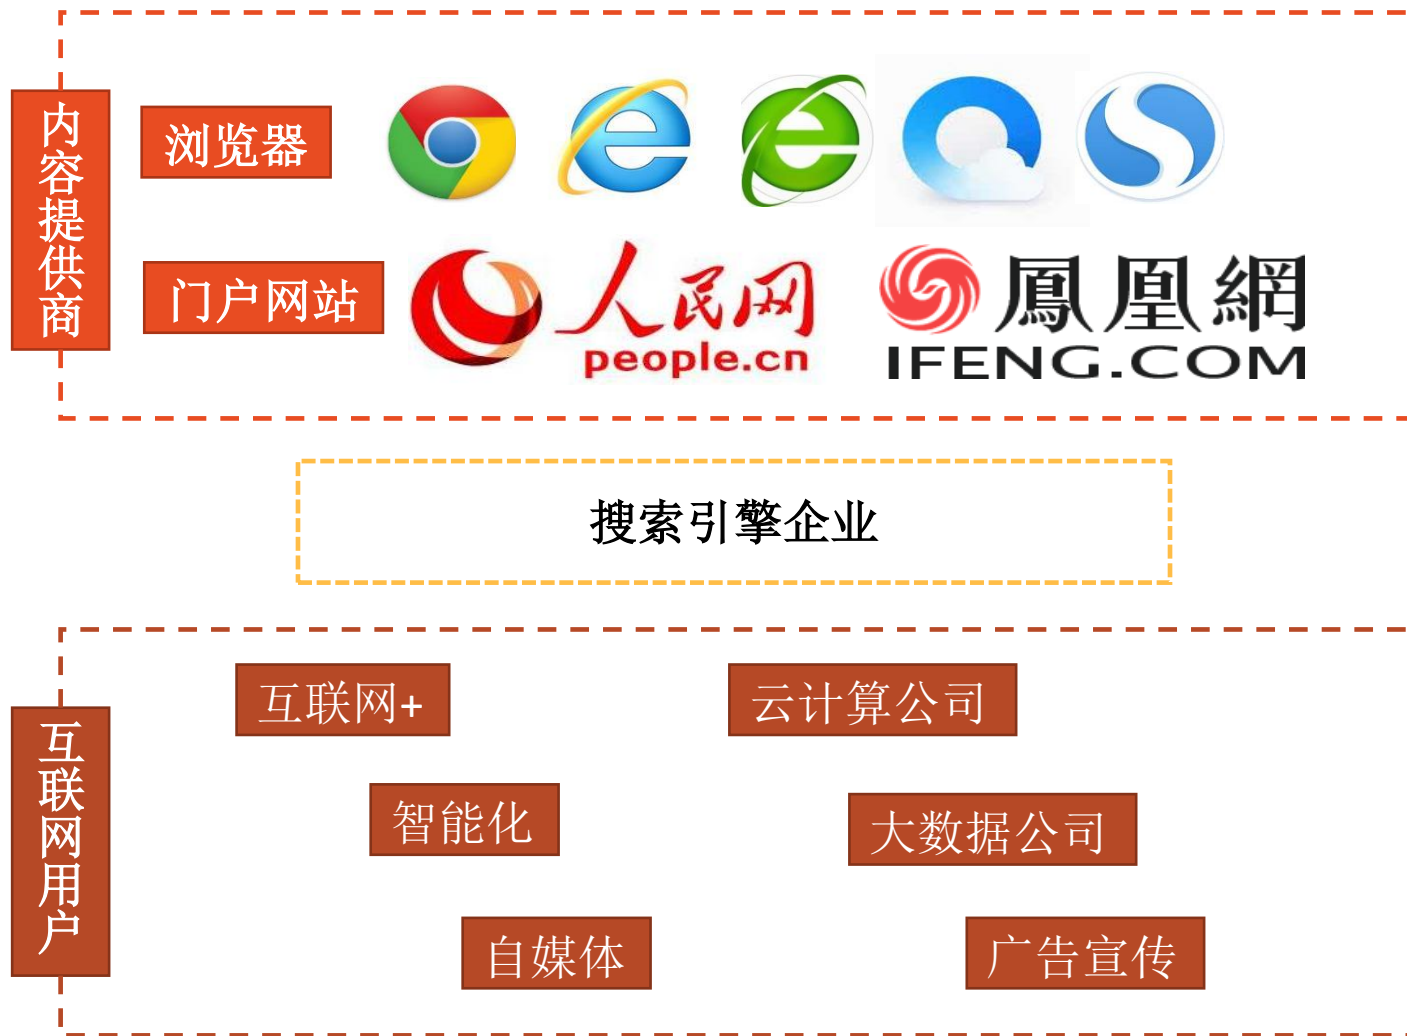 内容提供商
浏览器
门户网站
人民网
people.cn
鳳凰網
IFENG.COM
搜索引擎企业
互联网用户
互联网+
云计算公司
智能化
大数据公司
自媒体
广告宣传